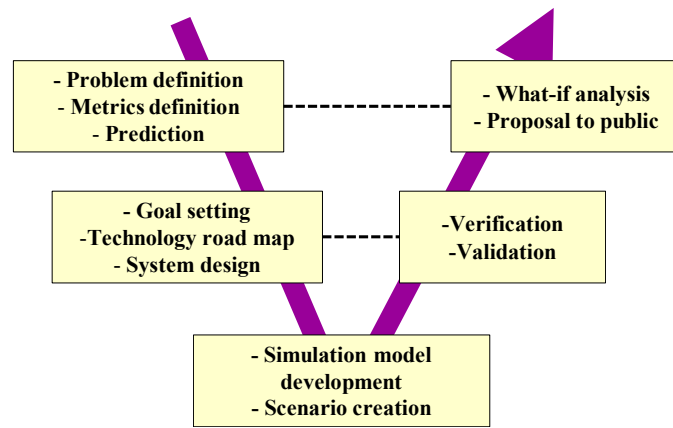 - Problem definition
- Metrics definition
- Prediction
- What-if analysis
- Proposal to public
- Goal setting
-Technology road map
- System design
-Verification
-Validation
- Simulation model
development
- Scenario creation